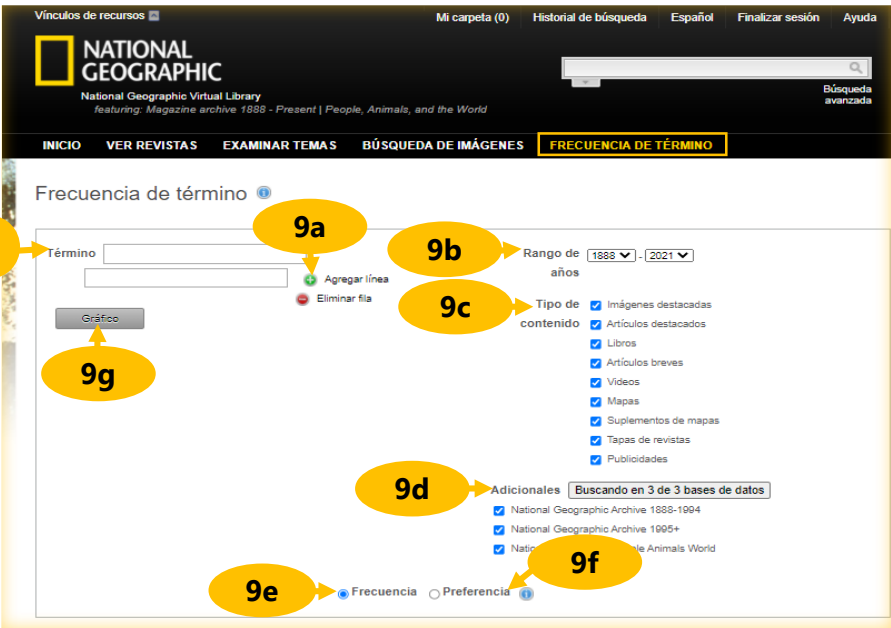 Vínculos de recursos
Mi carpeta (0) Historial de búsqueda Español Finalizar sesión Ayuda
NATIONAL
GEOGRAPHIC
National Geographic Virtual Library
featuring: Magazine archive 1888 - Present | People, Animals, and the World
Búsqueda
avanzada
INICIO VER REVISTAS EXAMINAR TEMAS BÚSQUEDA DE IMÁGENES FRECUENCIA DE TÉRMINO
Frecuencia de término
9a
Término
Agregar línea
Eliminar fila
Gráfico
9g
9b
Rango de
años
1888 - 2021
9c
Tipo de
contenido
Imágenes destacadas
Artículos destacados
Libros
Artículos breves
Videos
Mapas
Suplementos de mapas
Tapas de revistas
Publicidades
9d
Adicionales Buscando en 3 de 3 bases de datos
National Geographic Archive 1888-1994
National Geographic Archive 1995+
Animals World
9f
9e
Frecuencia Preferencia